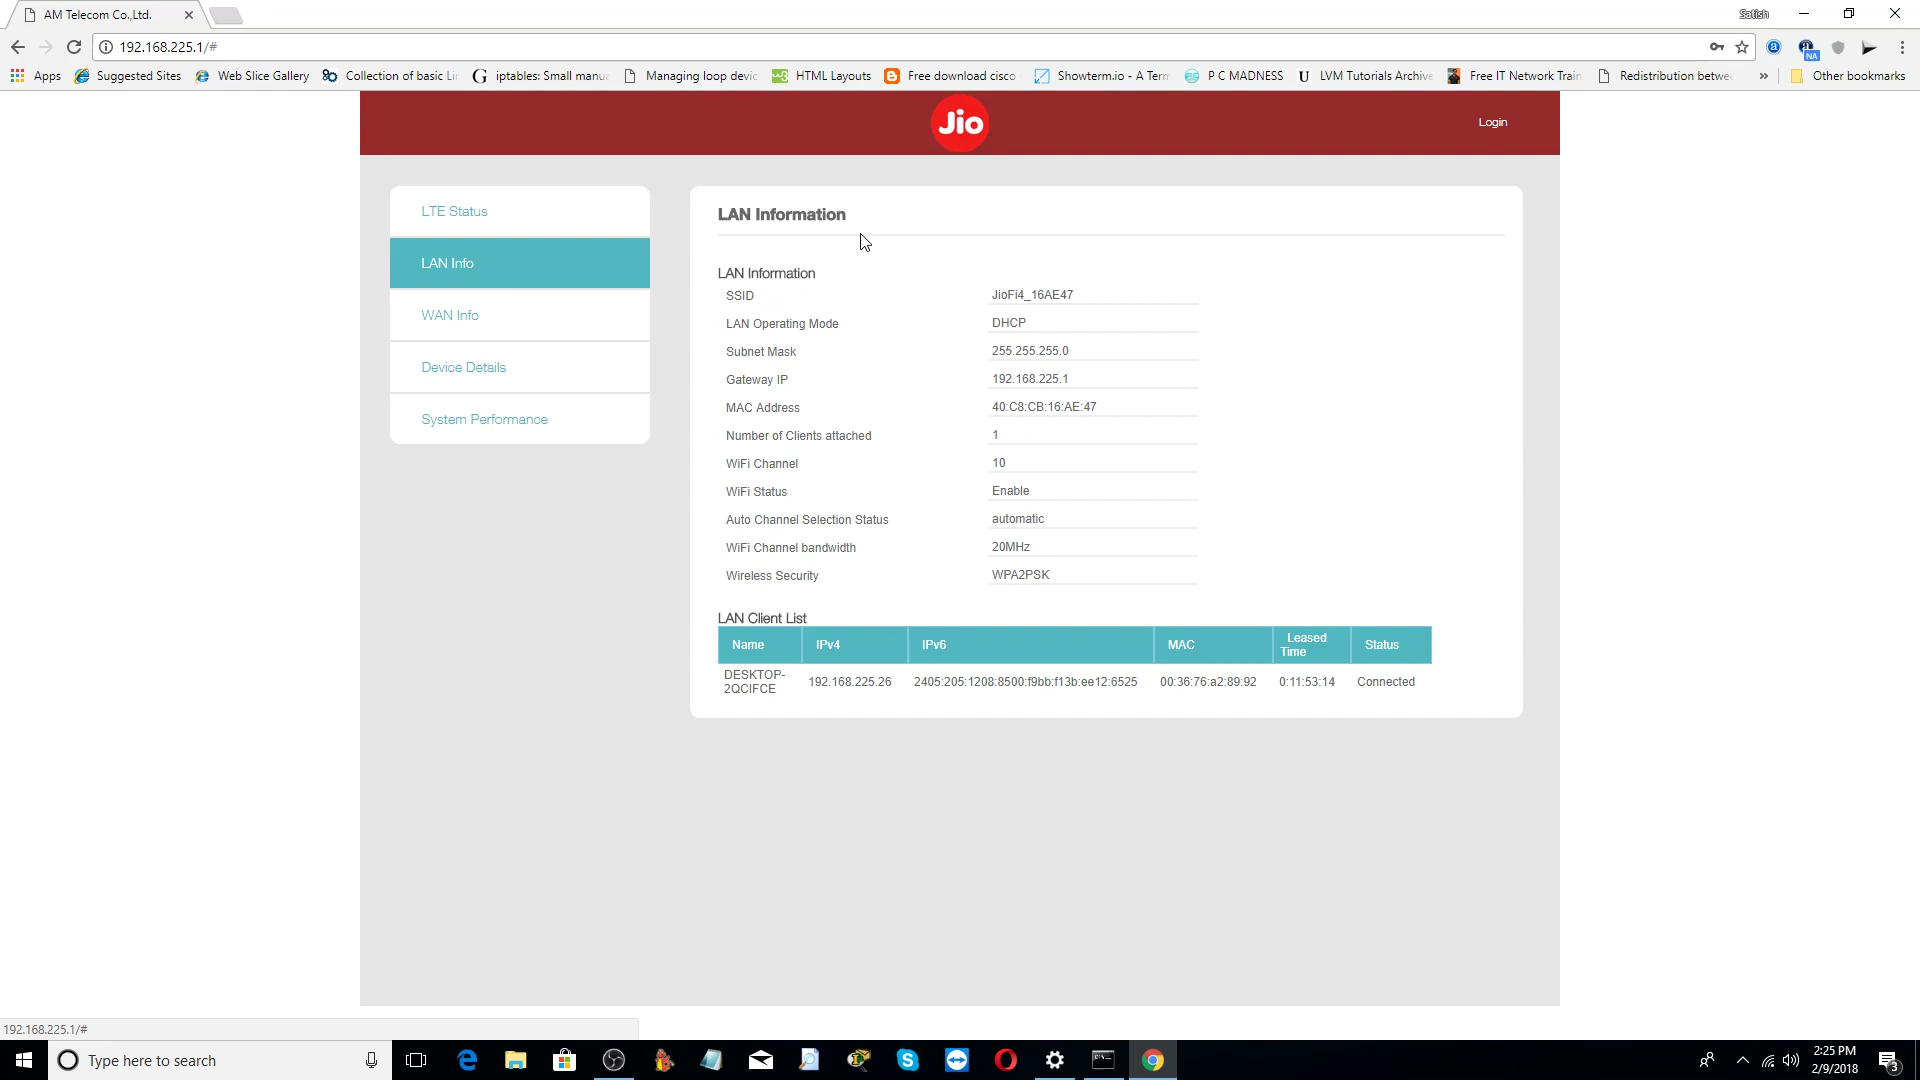 AM Telecom Co.,Ltd.
Satish
192.168.225.1/#
Apps
Suggested Sites
Web Slice Gallery
Collection of basic Li
iptables: Small manu
Managing loop devic
HTML Layouts
Free download cisco
Showterm.io - A Term
P C MADNESS
LVM Tutorials Archive
Free IT Network Train
Redistribution betwe
Other bookmarks
Jio
Login
LTE Status
LAN Info
WAN Info
Device Details
System Performance
LAN Information
LAN Information
SSID JioFi4_16AE47
LAN Operating Mode DHCP
Subnet Mask 255.255.255.0
Gateway IP 192.168.225.1
MAC Address 40:C8:CB:16:AE:47
Number of Clients attached 1
WiFi Channel 10
WiFi Status Enable
Auto Channel Selection Status automatic
WiFi Channel bandwidth 20MHz
Wireless Security WPA2PSK
LAN Client List
Name IPv4 IPv6 MAC Leased Time Status
DESKTOP-2QCIFCE 192.168.225.26 2405:205:1208:8500:f9bb:f13b:ee12:6525 00:36:76:a2:89:92 0:11:53:14 Connected
192.168.225.1/#
Type here to search
2:25 PM
2/9/2018
3